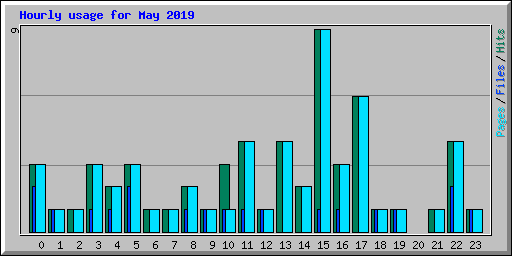 Hourly usage for May 2019
9
Pages / Files / Hits
0 1 2 3 4 5 6 7 8 9 10 11 12 13 14 15 16 17 18 19 20 21 22 23